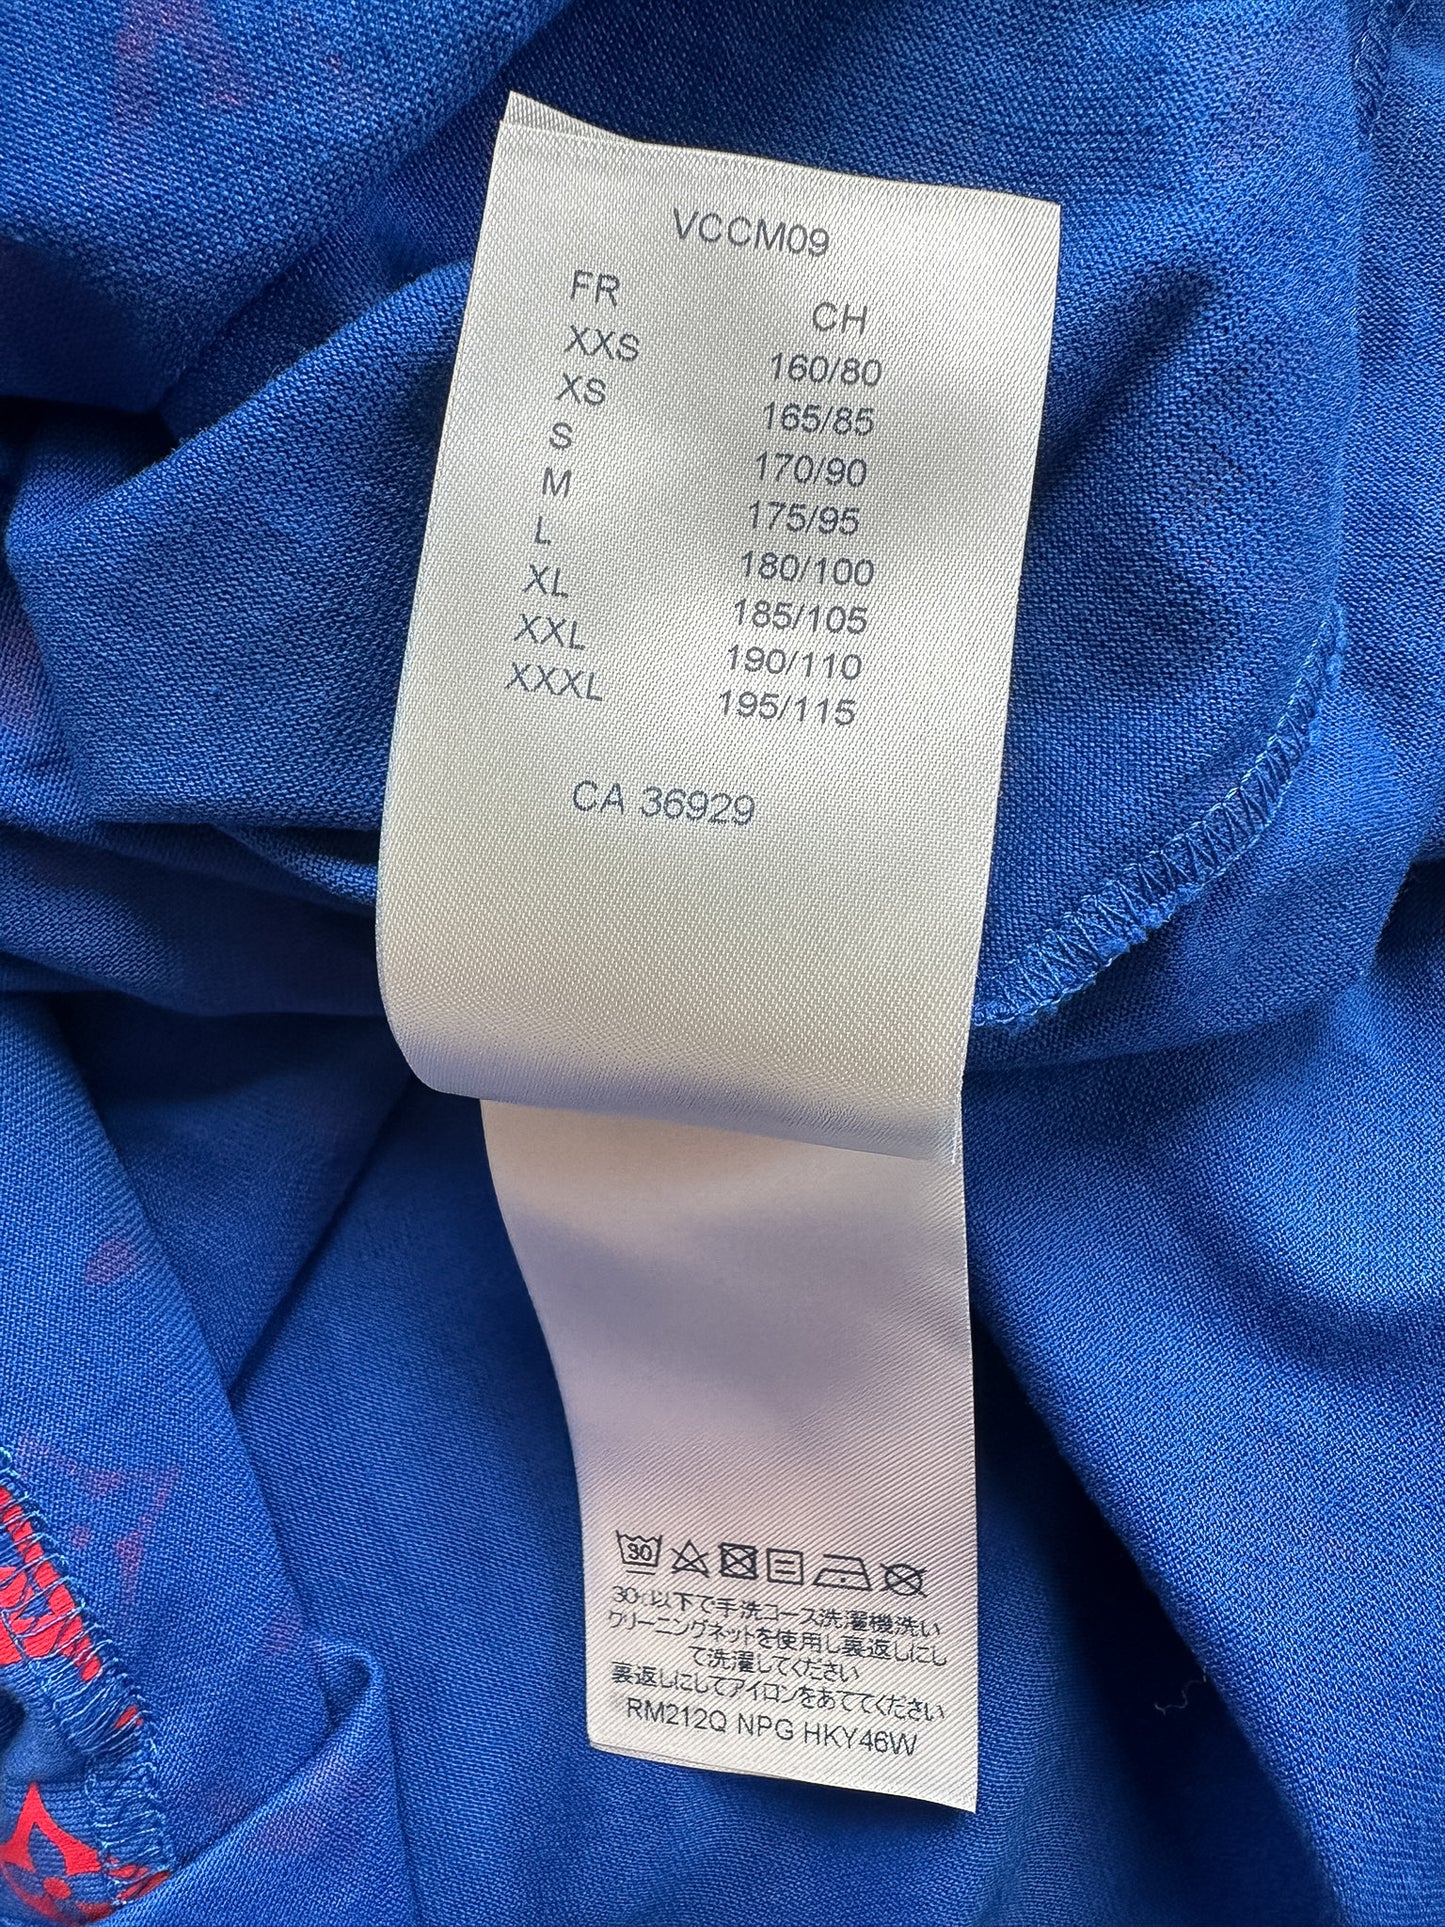 VCCM09
FR CH
XXS 160/80
XS 165/85
S 170/90
M 175/95
L 180/100
XL 185/105
XXL 190/110
XXXL 195/115
CA 36929
30
30℃以下で手洗コース洗濯機洗い
クリーニングネットを使用し裏返しにし
て洗濯してください
裏返しにしてアイロンをあててください
RM212Q NPG HKY46W